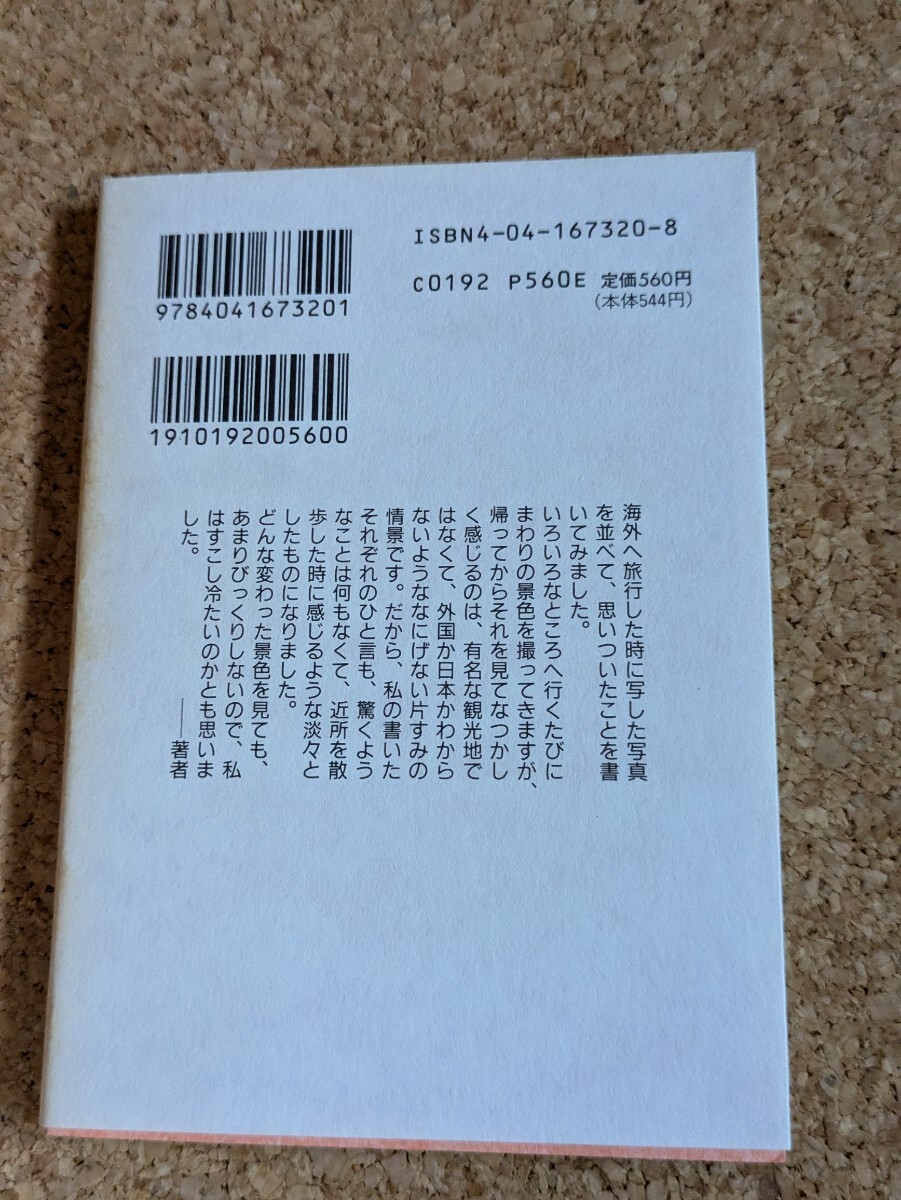 ISBN4-04-167320-8
C0192 P560E 定価560円
(本体544円)
9784041673201
1910192005600
海外へ旅行した時に写した写真
を並べて、思いついたことを書
いてみました。
いろいろなところへ行くたびに
まわりの景色を撮ってきますが、
帰ってからそれを見てなつかし
く感じるのは、有名な観光地で
はなくて、外国か日本かわから
ないようななにげない片すみの
情景です。だから、私の書いた
それぞれのひと言も、驚くよう
なことは何もなくて、近所を散
歩した時に感じるような淡々と
したものになりました。
どんな変わった景色を見ても、
あまりびっくりしないので、私
はすこし冷たいのかとも思いま
した。
——著者